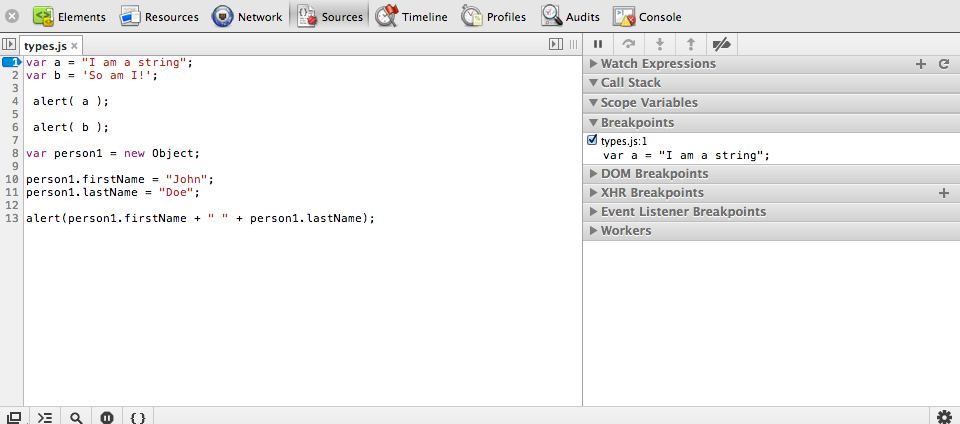 Elements Resources Network Sources Timeline Profiles Audits Console
types.js ×
1 var a = "I am a string";
2 var b = 'So am I!';
3
4 alert( a );
5
6 alert( b );
7
8 var person1 = new Object;
9
10 person1.firstName = "John";
11 person1.lastName = "Doe";
12
13 alert(person1.firstName + " " + person1.lastName);
Watch Expressions
Call Stack
Scope Variables
Breakpoints
types.js:1
var a = "I am a string";
DOM Breakpoints
XHR Breakpoints
Event Listener Breakpoints
Workers